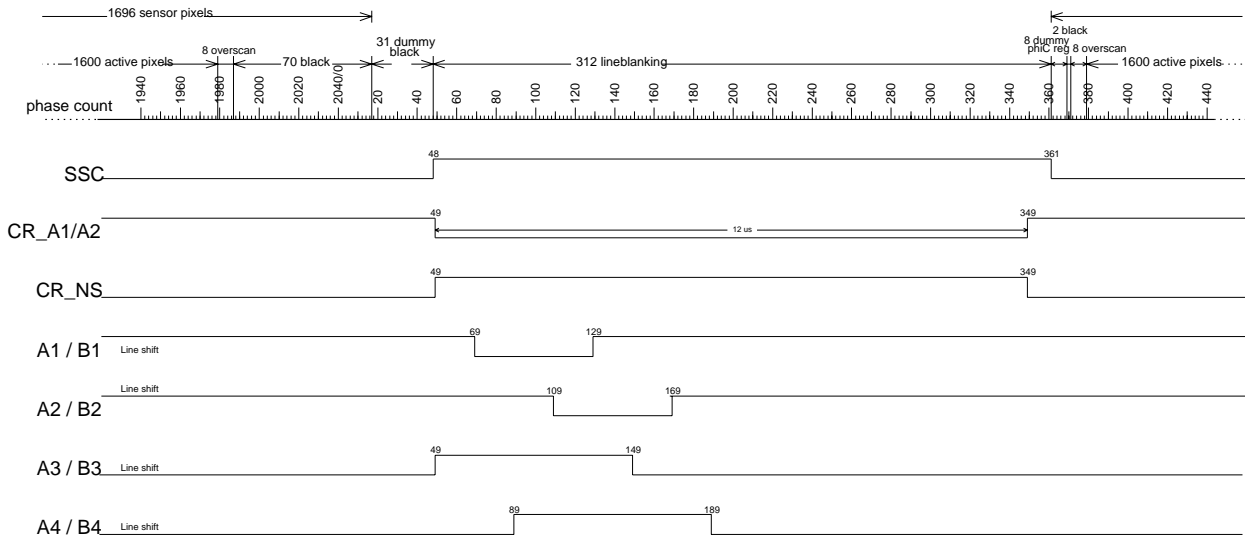 1696 sensor pixels
2 black
31 dummy
black
8 dummy
phiC reg
8 overscan
8 overscan
1600 active pixels
70 black
312 lineblanking
1600 active pixels
phase count
1940
1960
1980
2000
2020
2040/0
20
40
60
80
100
120
140
160
180
200
220
240
260
280
300
320
340
360
380
400
420
440
SSC
48
361
CR_A1/A2
49
12 us
349
CR_NS
49
349
A1 / B1
Line shift
69
129
A2 / B2
Line shift
109
169
A3 / B3
Line shift
49
149
A4 / B4
Line shift
89
189